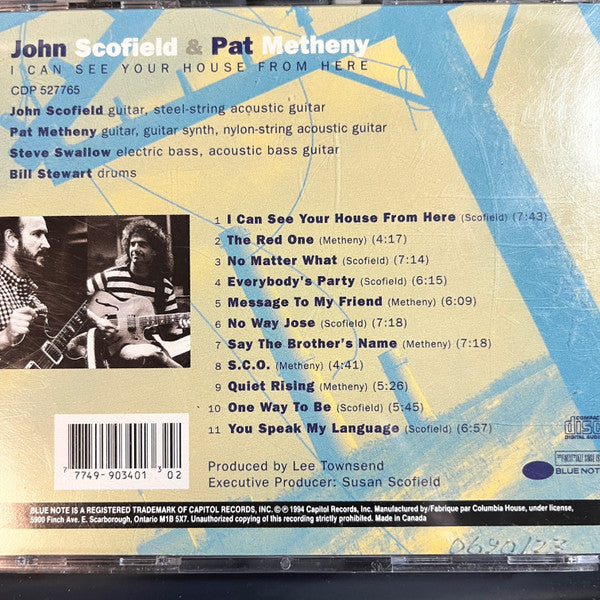 John Scofield & Pat Metheny
I CAN SEE YOUR HOUSE FROM HERE
CDP 527765
John Scofield guitar, steel-string acoustic guitar
Pat Metheny guitar, guitar synth, nylon-string acoustic guitar
Steve Swallow electric bass, acoustic bass guitar
Bill Stewart drums
1 I Can See Your House From Here (Scofield) (7:43)
2 The Red One (Metheny) (4:17)
3 No Matter What (Scofield) (7:14)
4 Everybody's Party (Scofield) (6:15)
5 Message To My Friend (Metheny) (6:09)
6 No Way Jose (Scofield) (7:18)
7 Say The Brother's Name (Metheny) (7:18)
8 S.C.O. (Metheny) (4:41)
9 Quiet Rising (Metheny) (5:26)
10 One Way To Be (Scofield) (5:45)
11 You Speak My Language (Scofield) (6:57)
COMPACT
disc
DIGITAL AUDIO
BLUE NOTE
7 7749-903401 3 02
Produced by Lee Townsend
Executive Producer: Susan Scofield
BLUE NOTE IS A REGISTERED TRADEMARK OF CAPITOL RECORDS, INC. ©℗1994 Capitol Records, Inc. Manufactured by/Fabrique par Columbia House, under license,
5900 Finch Ave. E. Scarborough, Ontario M1B 5X7. Unauthorized copying of this recording strictly prohibited. Made in Canada